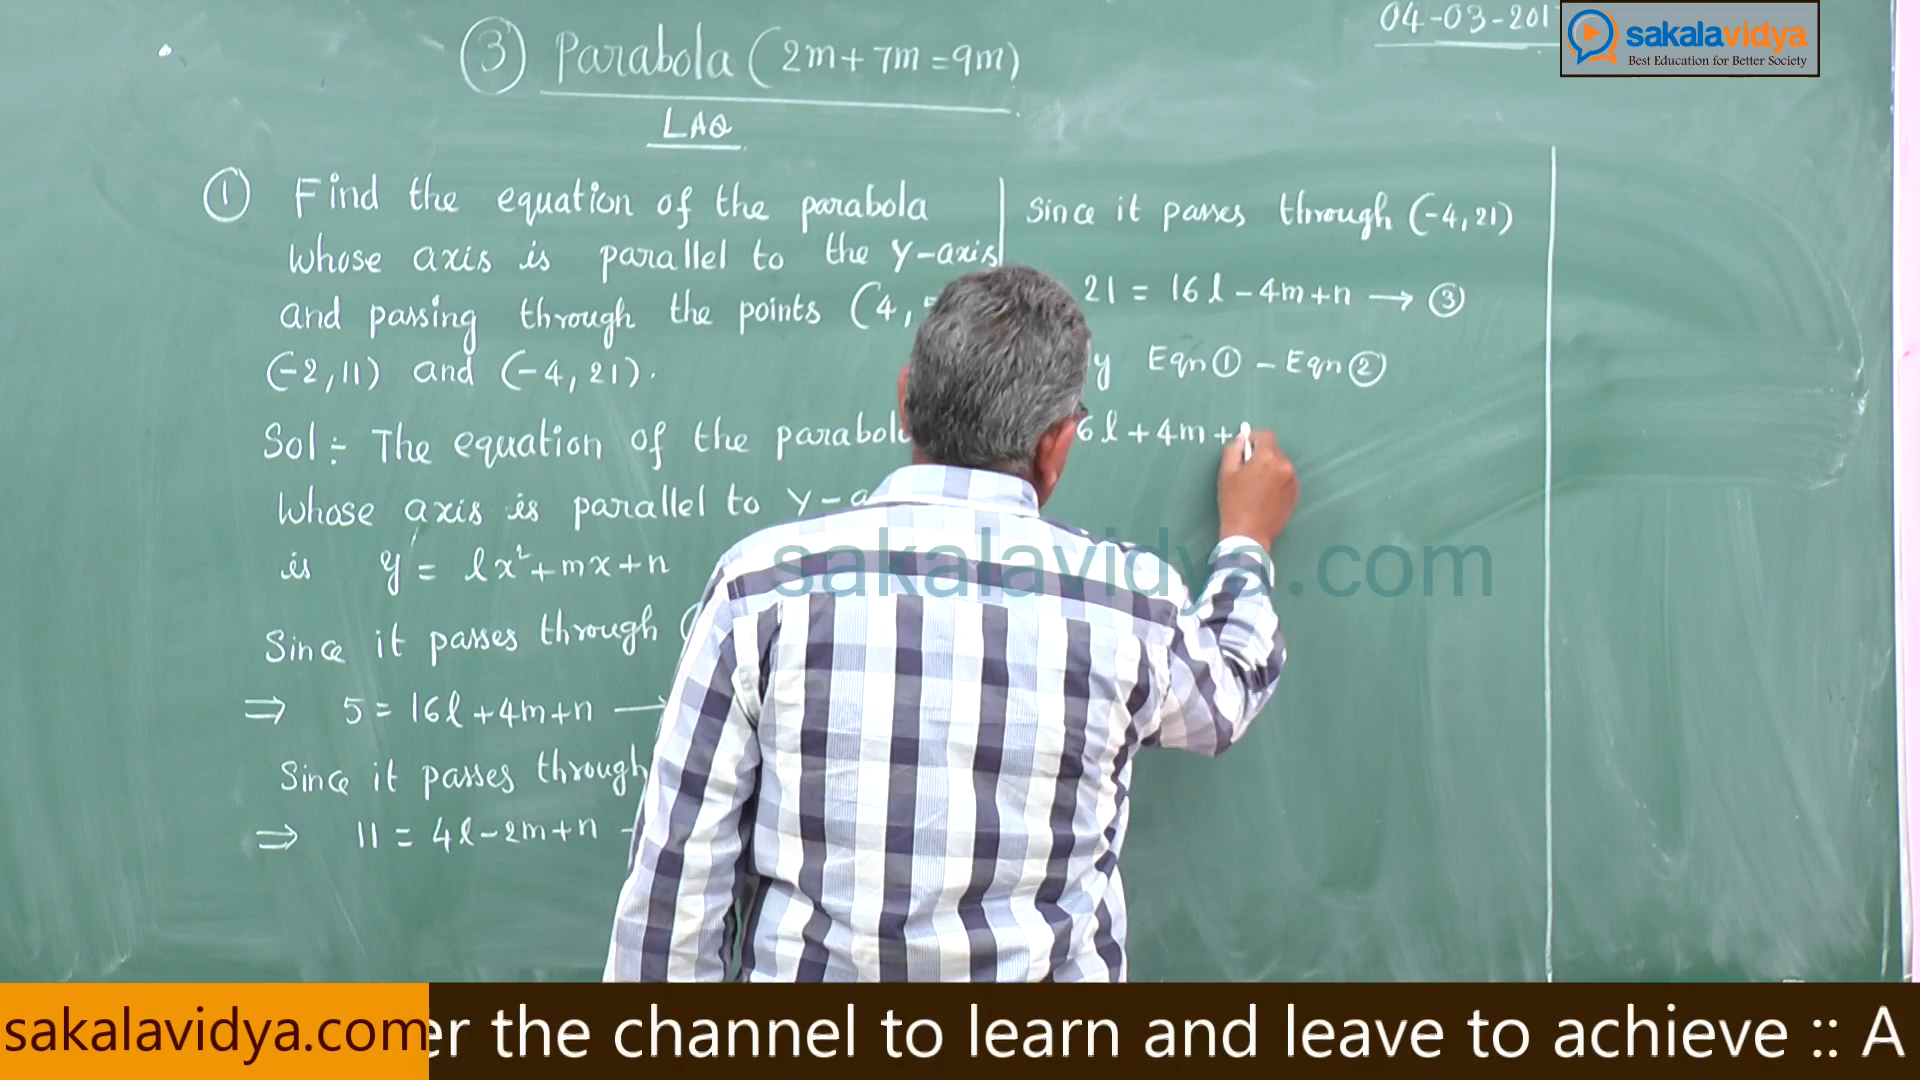 04-03-201
sakalavidya
Best Education for Better Society
③ Parabola (2m+7m=9m)
LAQ
① Find the equation of the parabola
whose axis is parallel to the y-axis
and passing through the points (4,
(-2,11) and (-4,21).
Sol:- The equation of the
whose axis is parallel to y-
is y = lx²+mx+n
Since it passes through (
⇒ 5 = 16l+4m+n →
Since it passes through
⇒ 11 = 4l-2m+n -
Since it passes through (-4,21)
21 = 16l-4m+n → ③
y Eqn① - Eqn②
6l+4m+
sakalavidya.com
sakalavidya.com
er the channel to learn and leave to achieve :: A